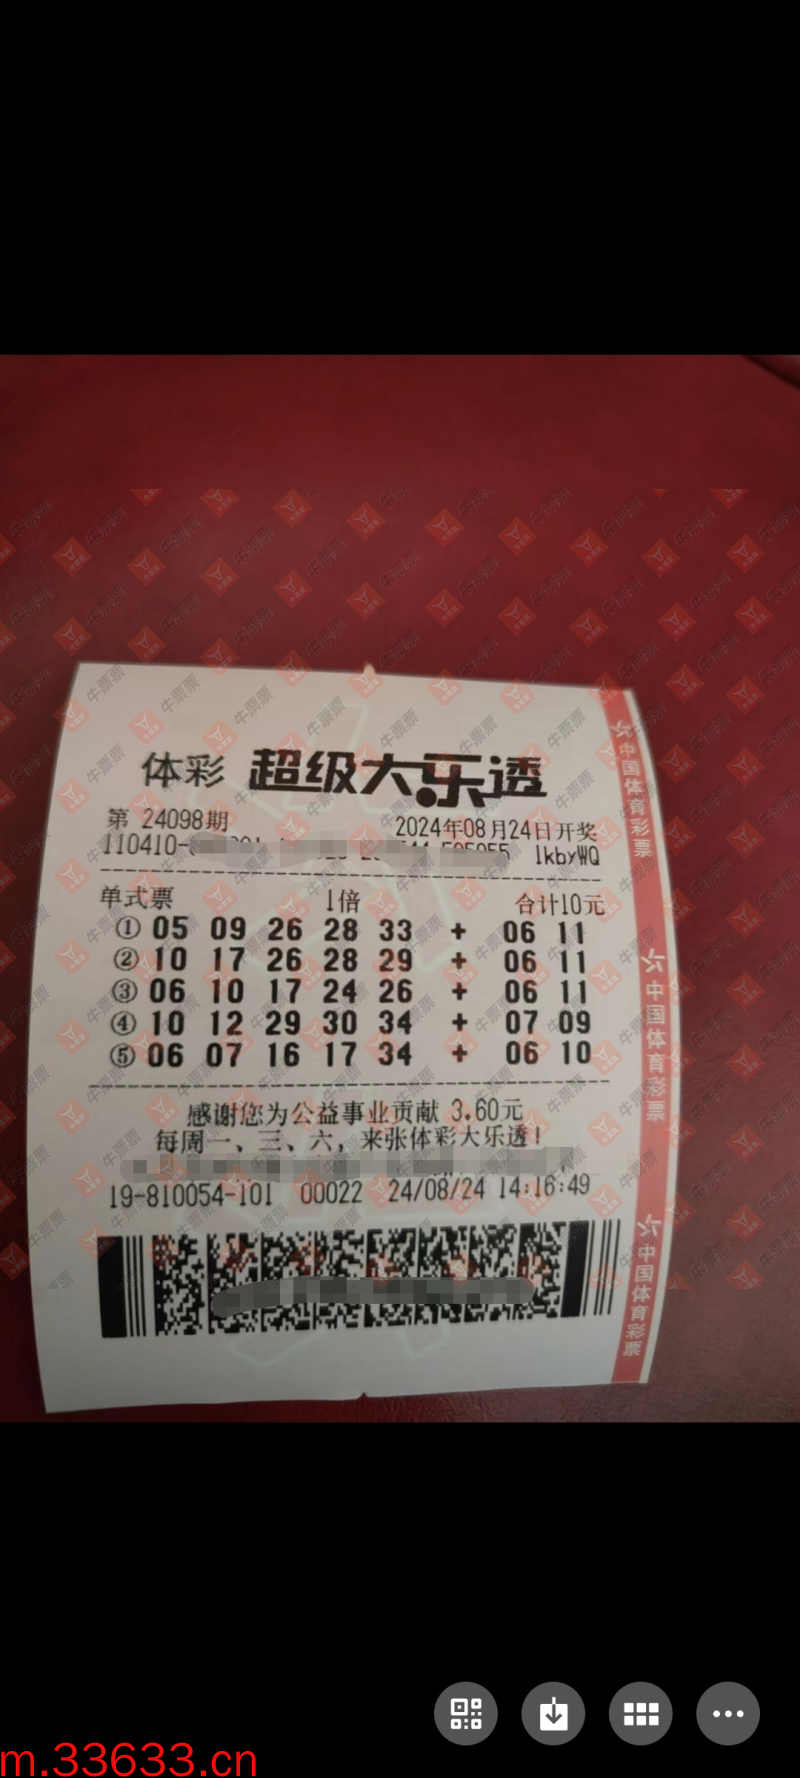 体彩 超级大乐透
第 24098期 2024年08月24日开奖
110410- lkbyWQ
单式票 1倍 合计10元
① 05 09 26 28 33 + 06 11
② 10 17 26 28 29 + 06 11
③ 06 10 17 24 26 + 06 11
④ 10 12 29 30 34 + 07 09
⑤ 06 07 16 17 34 + 06 10
感谢您为公益事业贡献 3.60元
每周一、三、六，来张体彩大乐透！
19-810054-101 00022 24/08/24 14:16:49
中国体育彩票
中国体育彩票
中国体育彩票
牛票票
m.33633.cn